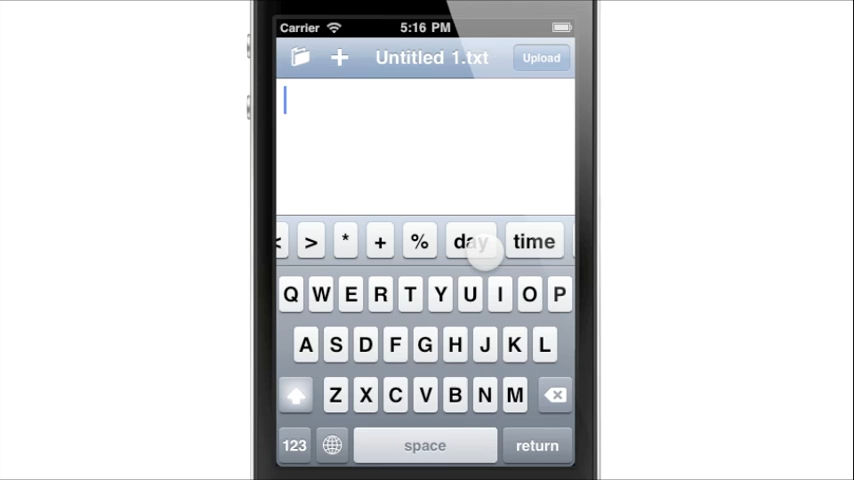 Carrier 5:16 PM
+ Untitled 1.txt Upload
< > * + % day time
Q W E R T Y U I O P
A S D F G H J K L
Z X C V B N M
123 space return